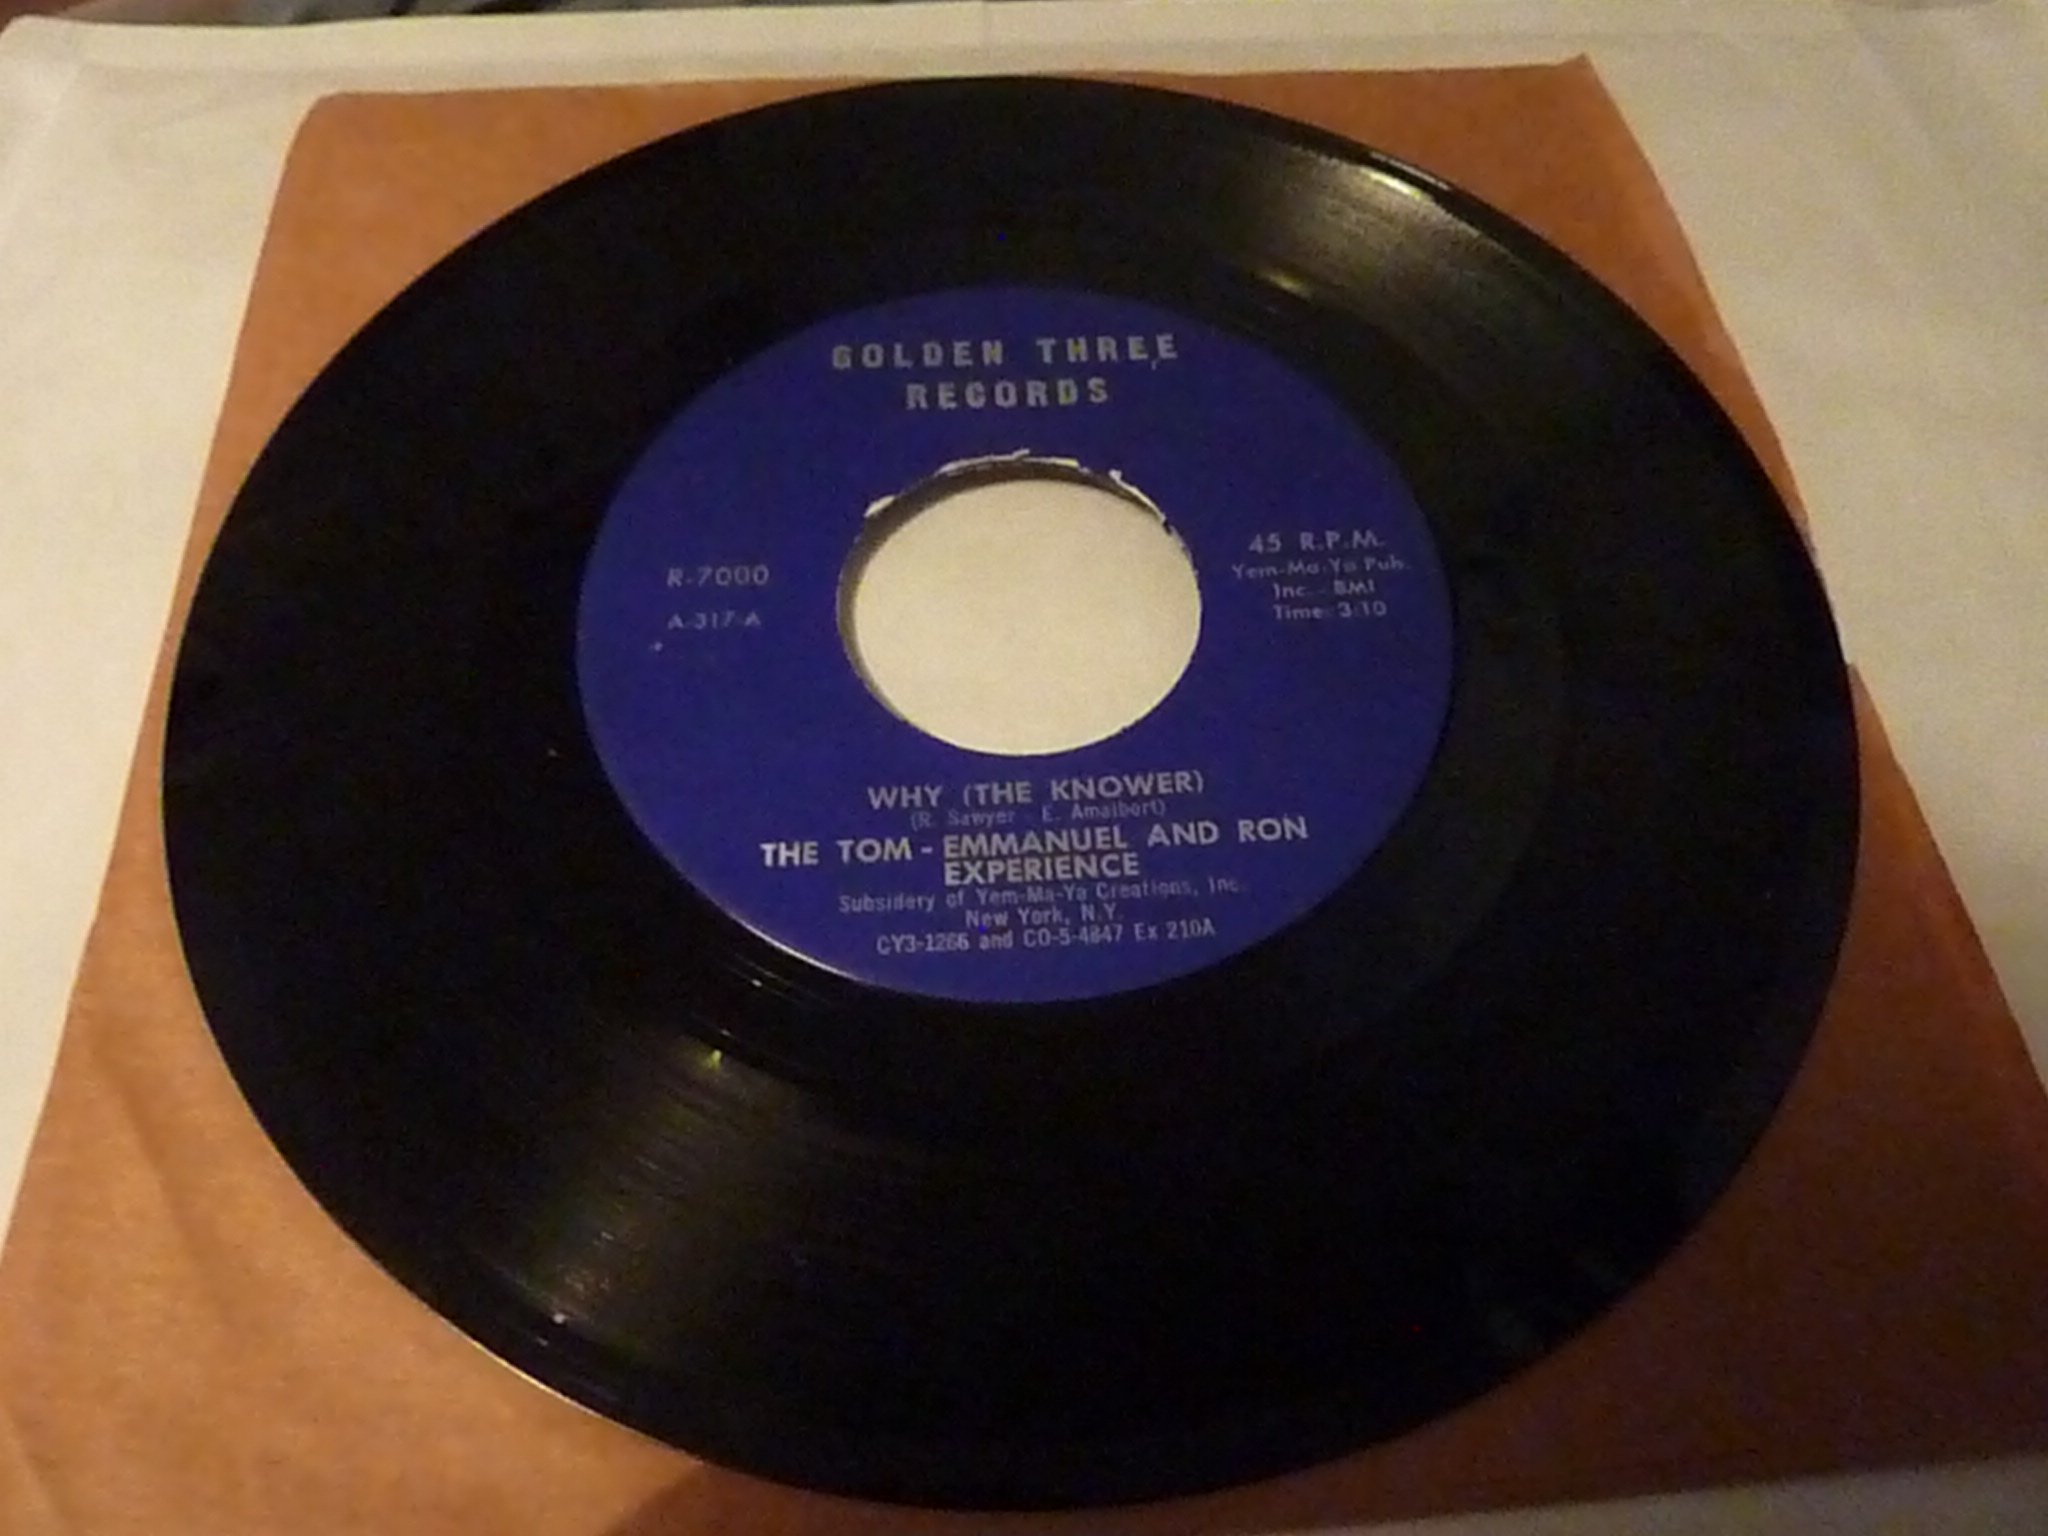 GOLDEN THREE
RECORDS
R-7000
A-317-A
45 R.P.M.
Yem-Ma-Ya Pub.
Inc. - BMI
Time: 3:10
WHY (THE KNOWER)
(R. Sawyer - E. Amalbert)
THE TOM - EMMANUEL AND RON
EXPERIENCE
Subsidery of Yem-Ma-Ya Creations, Inc.
New York, N.Y.
CY3-1266 and CO-5-4847 Ex 210A